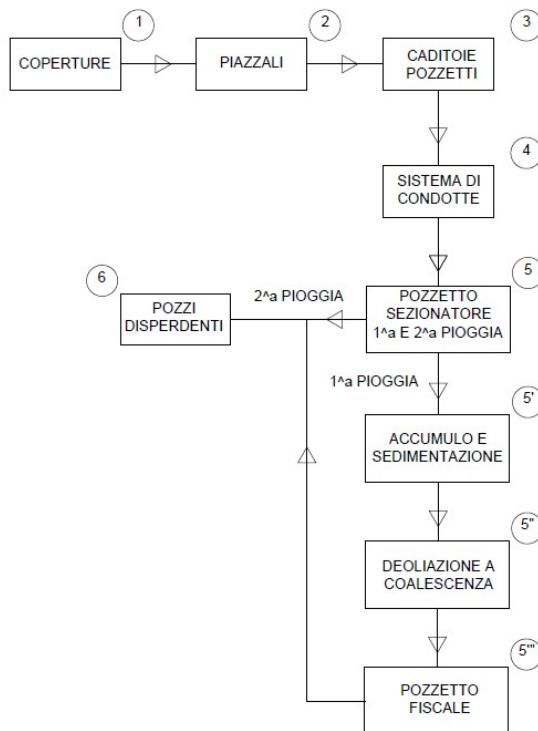 1
COPERTURE
2
PIAZZALI
3
CADITOIE
POZZETTI
4
SISTEMA DI
CONDOTTE
5
POZZETTO
SEZIONATORE
1^a E 2^a PIOGGIA
2^a PIOGGIA
6
POZZI
DISPERDENTI
1^a PIOGGIA
5'
ACCUMULO E
SEDIMENTAZIONE
5"
DEOLIAZIONE A
COALESCENZA
5'"
POZZETTO
FISCALE